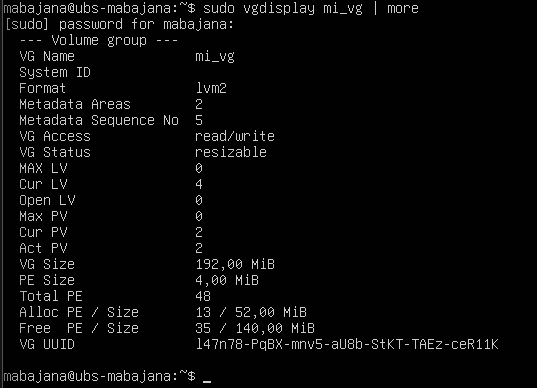 mabajana@ubs-mabajana:~$ sudo vgdisplay mi_vg | more
[sudo] password for mabajana:
--- Volume group ---
VG Name mi_vg
System ID
Format lvm2
Metadata Areas 2
Metadata Sequence No 5
VG Access read/write
VG Status resizable
MAX LV 0
Cur LV 4
Open LV 0
Max PV 0
Cur PV 2
Act PV 2
VG Size 192,00 MiB
PE Size 4,00 MiB
Total PE 48
Alloc PE / Size 13 / 52,00 MiB
Free PE / Size 35 / 140,00 MiB
VG UUID l47n78-PqBX-mnv5-aU8b-StKT-TAEz-ceR11K
mabajana@ubs-mabajana:~$ _